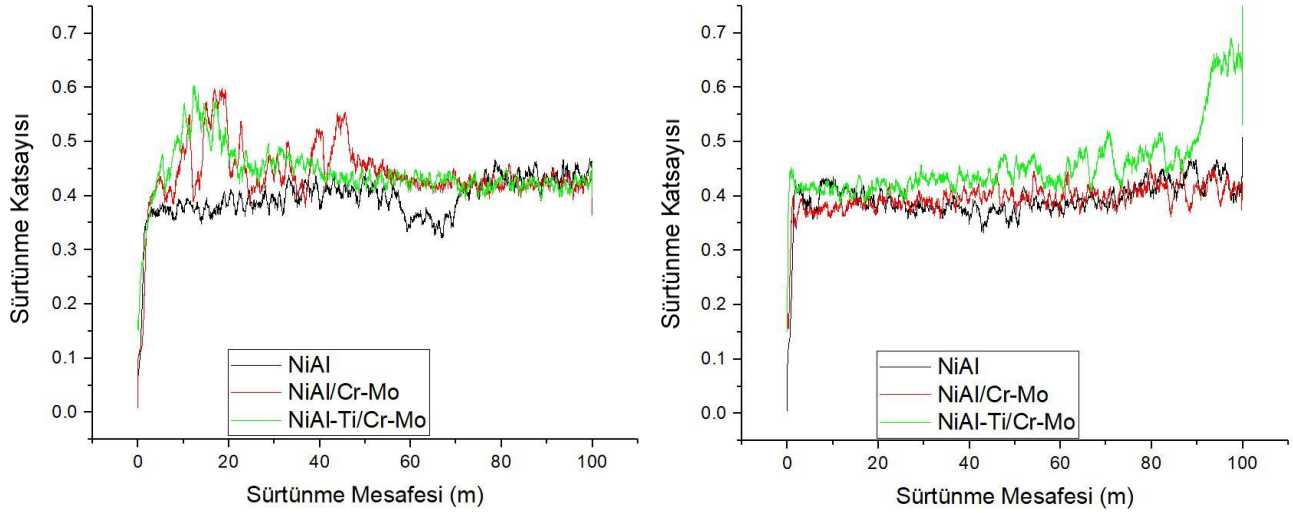 0.7
0.6
0.5
0.4
0.3
0.2
0.1
0.0
Sürtünme Katsayısı
NiAl
NiAl/Cr-Mo
NiAl-Ti/Cr-Mo
0 20 40 60 80 100
Sürtünme Mesafesi (m)
0.7
0.6
0.5
0.4
0.3
0.2
0.1
0.0
Sürtünme Katsayısı
NiAl
NiAl/Cr-Mo
NiAl-Ti/Cr-Mo
0 20 40 60 80 100
Sürtünme Mesafesi (m)